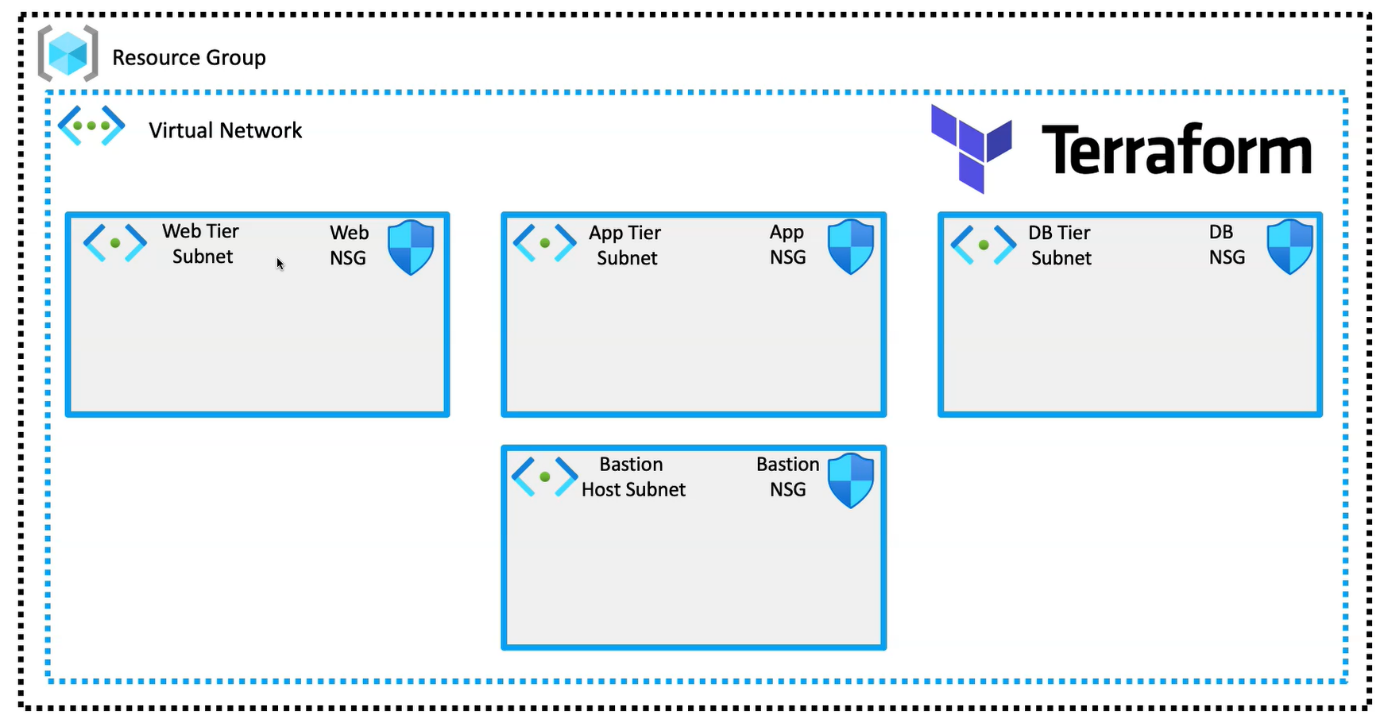 Resource Group
Virtual Network
Terraform
Web Tier
Subnet
Web
NSG
App Tier
Subnet
App
NSG
DB Tier
Subnet
DB
NSG
Bastion
Host Subnet
Bastion
NSG